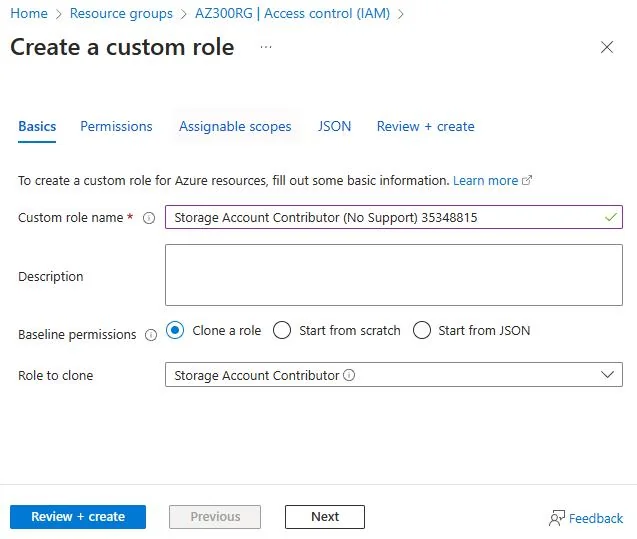 Home > Resource groups > AZ300RG | Access control (IAM) >
Create a custom role ...
Basics Permissions Assignable scopes JSON Review + create
To create a custom role for Azure resources, fill out some basic information. Learn more
Custom role name * Storage Account Contributor (No Support) 35348815
Description
Baseline permissions Clone a role Start from scratch Start from JSON
Role to clone Storage Account Contributor
Review + create Previous Next Feedback